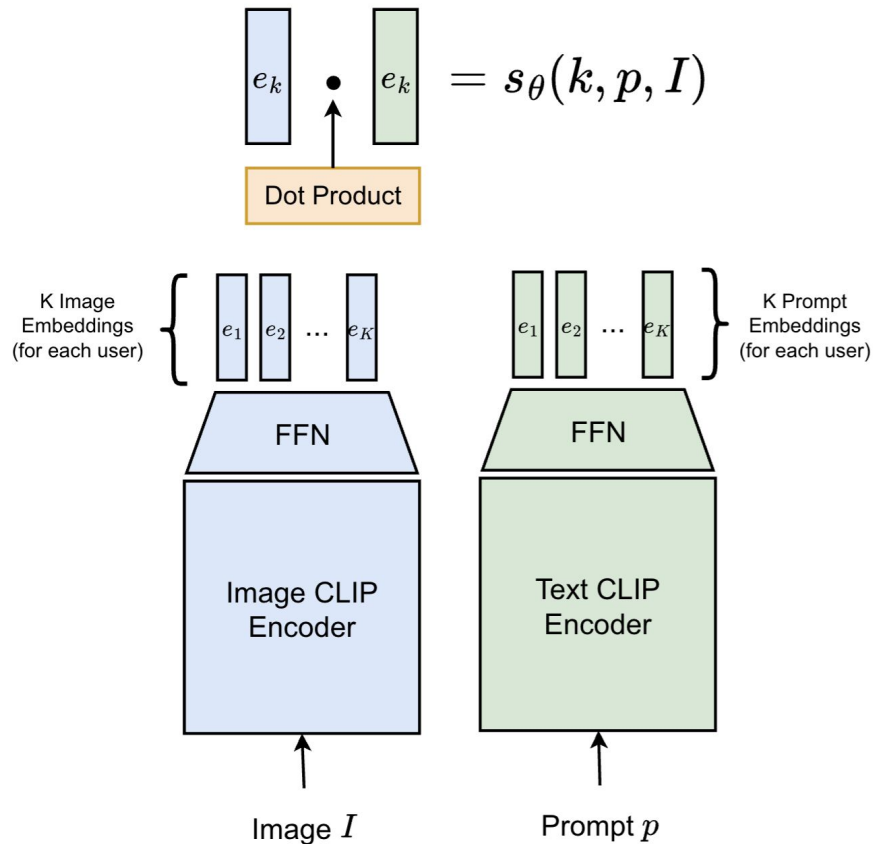 e_k • e_k = s_θ(k, p, I)
Dot Product
K Image
Embeddings
(for each user)
e_1 e_2 ... e_K
e_1 e_2 ... e_K
K Prompt
Embeddings
(for each user)
FFN
FFN
Image CLIP
Encoder
Text CLIP
Encoder
Image I
Prompt p